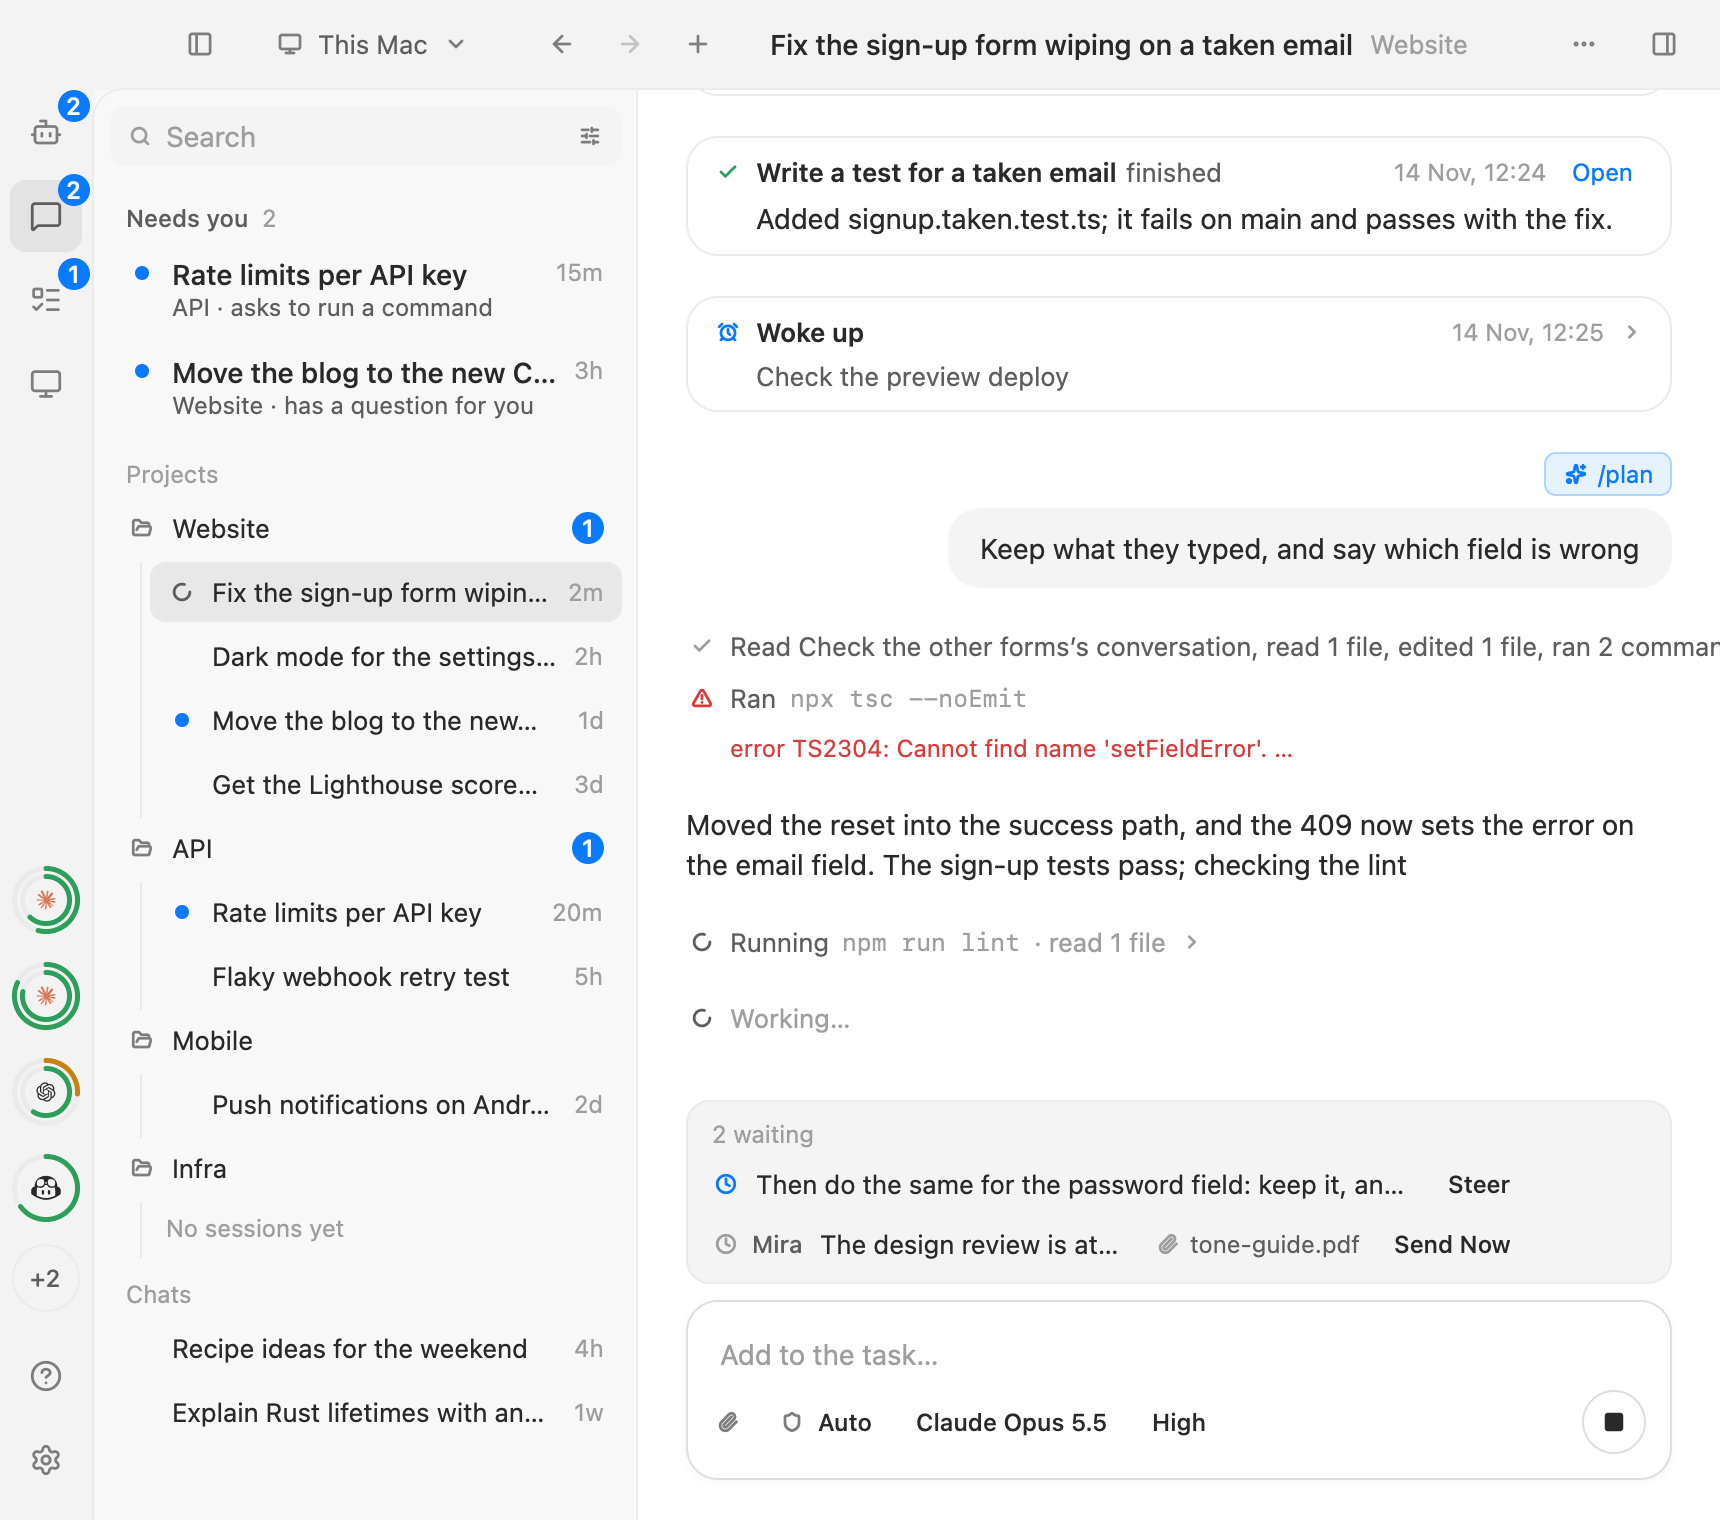 This Mac
Fix the sign-up form wiping on a taken email Website
2
2
1
+2
Search
Needs you 2
Rate limits per API key 15m
API · asks to run a command
Move the blog to the new C... 3h
Website · has a question for you
Projects
Website 1
Fix the sign-up form wipin... 2m
Dark mode for the settings... 2h
Move the blog to the new... 1d
Get the Lighthouse score... 3d
API 1
Rate limits per API key 20m
Flaky webhook retry test 5h
Mobile
Push notifications on Andr... 2d
Infra
No sessions yet
Chats
Recipe ideas for the weekend 4h
Explain Rust lifetimes with an... 1w
Write a test for a taken email finished 14 Nov, 12:24 Open
Added signup.taken.test.ts; it fails on main and passes with the fix.
Woke up 14 Nov, 12:25
Check the preview deploy
/plan
Keep what they typed, and say which field is wrong
Read Check the other forms’s conversation, read 1 file, edited 1 file, ran 2 comman
Ran npx tsc --noEmit
error TS2304: Cannot find name 'setFieldError'. ...
Moved the reset into the success path, and the 409 now sets the error on
the email field. The sign-up tests pass; checking the lint
Running npm run lint · read 1 file
Working...
2 waiting
Then do the same for the password field: keep it, an... Steer
Mira The design review is at... tone-guide.pdf Send Now
Add to the task...
Auto Claude Opus 5.5 High